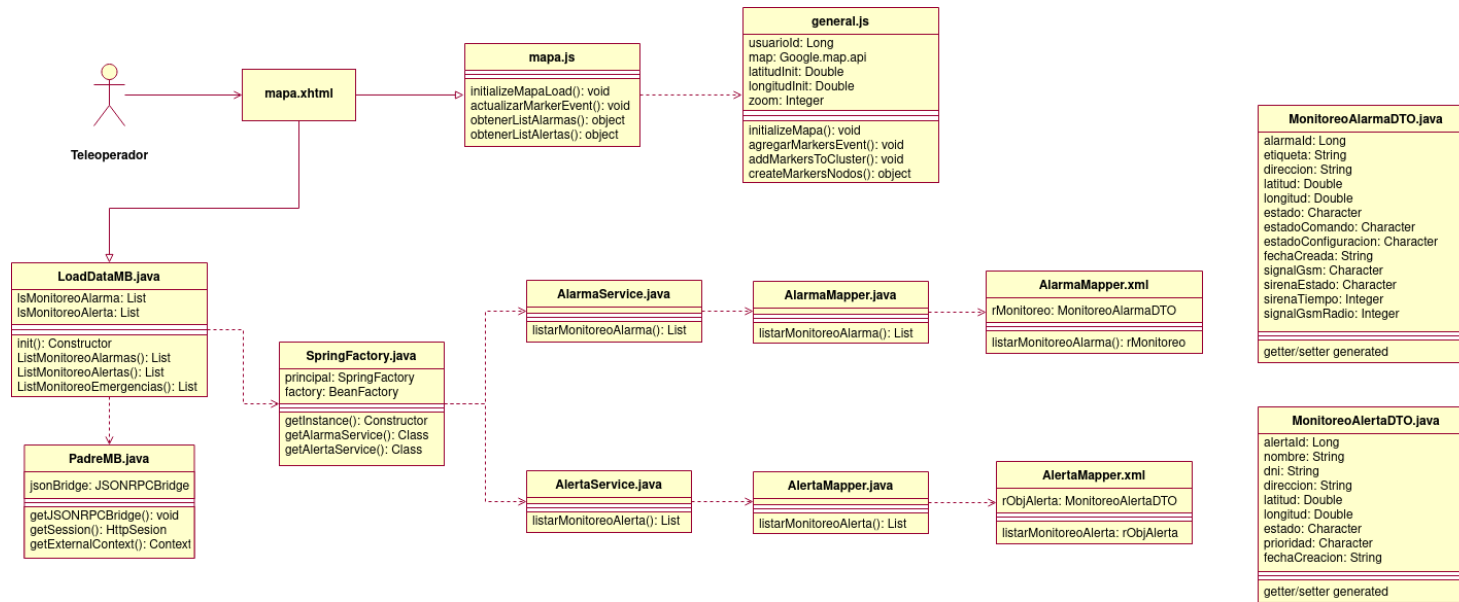 general.js
usuarioId: Long
map: Google.map.api
latitudInit: Double
longitudInit: Double
zoom: Integer
initializeMapa(): void
agregarMarkersEvent(): void
addMarkersToCluster(): void
createMarkersNodos(): object
mapa.js
initializeMapaLoad(): void
actualizarMarkerEvent(): void
obtenerListAlarmas(): object
obtenerListAlertas(): object
mapa.xhtml
Teleoperador
MonitoreoAlarmaDTO.java
alarmaId: Long
etiqueta: String
direccion: String
latitud: Double
longitud: Double
estado: Character
estadoComando: Character
estadoConfiguracion: Character
fechaCreada: String
signalGsm: Character
sirenaEstado: Character
sirenaTiempo: Integer
signalGsmRadio: Integer
getter/setter generated
LoadDataMB.java
lsMonitoreoAlarma: List
lsMonitoreoAlerta: List
init(): Constructor
ListMonitoreoAlarmas(): List
ListMonitoreoAlertas(): List
ListMonitoreoEmergencias(): List
SpringFactory.java
principal: SpringFactory
factory: BeanFactory
getInstance(): Constructor
getAlarmaService(): Class
getAlertaService(): Class
AlarmaService.java
listarMonitoreoAlarma(): List
AlarmaMapper.java
listarMonitoreoAlarma(): List
AlarmaMapper.xml
rMonitoreo: MonitoreoAlarmaDTO
listarMonitoreoAlarma(): rMonitoreo
PadreMB.java
jsonBridge: JSONRPCBridge
getJSONRPCBridge(): void
getSession(): HttpSesion
getExternalContext(): Context
AlertaService.java
listarMonitoreoAlerta(): List
AlertaMapper.java
listarMonitoreoAlerta(): List
AlertaMapper.xml
rObjAlerta: MonitoreoAlertaDTO
listarMonitoreoAlerta: rObjAlerta
MonitoreoAlertaDTO.java
alertaId: Long
nombre: String
dni: String
direccion: String
latitud: Double
longitud: Double
estado: Character
prioridad: Character
fechaCreacion: String
getter/setter generated